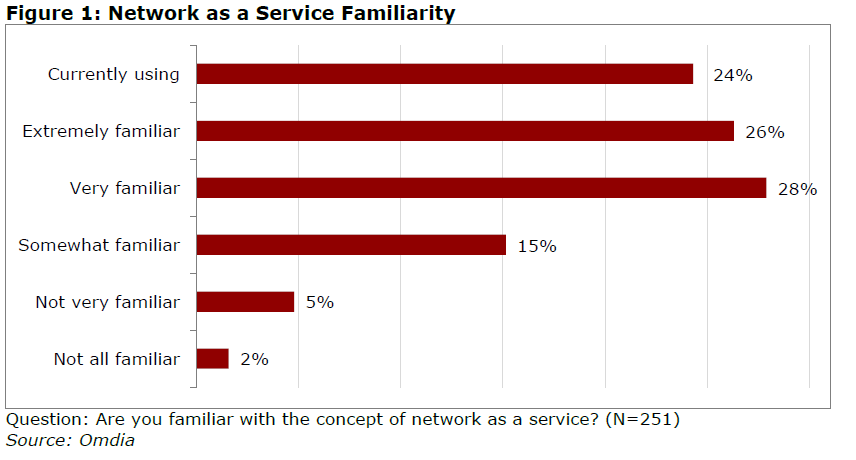 Figure 1: Network as a Service Familiarity
Currently using 24%
Extremely familiar 26%
Very familiar 28%
Somewhat familiar 15%
Not very familiar 5%
Not all familiar 2%
Question: Are you familiar with the concept of network as a service? (N=251)
Source: Omdia